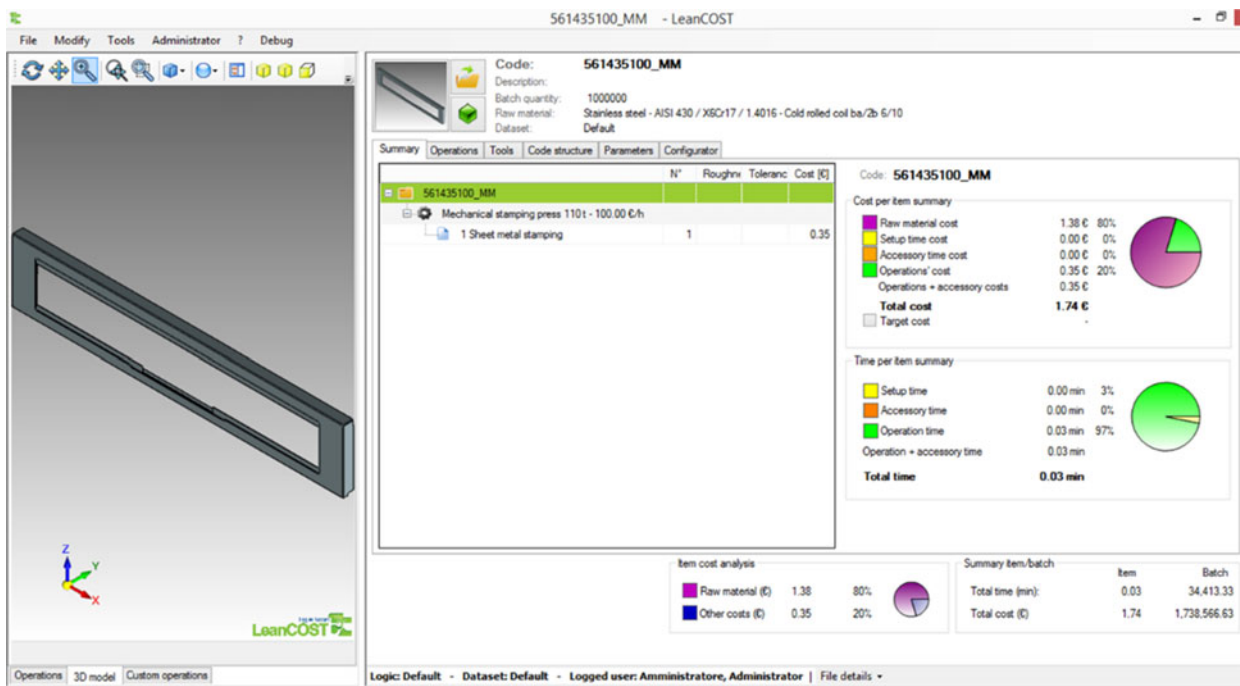 561435100_MM - LeanCOST
File Modify Tools Administrator ? Debug
Code: 561435100_MM
Description:
Batch quantity: 1000000
Raw material: Stainless steel - AISI 430 / X6Cr17 / 1.4016 - Cold rolled coil ba/2b 6/10
Dataset: Default
Summary Operations Tools Code structure Parameters Configurator
N° Roughne Toleranc Cost [€]
561435100_MM
Mechanical stamping press 110 t - 100.00 €/h
1 Sheet metal stamping 1 0.35
Code: 561435100_MM
Cost per item summary
Raw material cost 1.38 € 80%
Setup time cost 0.00 € 0%
Accessory time cost 0.00 € 0%
Operations' cost 0.35 € 20%
Operations + accessory costs 0.35 €
Total cost 1.74 €
Target cost -
Time per item summary
Setup time 0.00 min 3%
Accessory time 0.00 min 0%
Operation time 0.03 min 97%
Operation + accessory time 0.03 min
Total time 0.03 min
Z
Y
X
LeanCOST
Item cost analysis
Raw material (€) 1.38 80%
Other costs (€) 0.35 20%
Summary item/batch
Item Batch
Total time (min): 0.03 34,413.33
Total cost (€) 1.74 1,738,566.63
Operations 3D model Custom operations
Logic: Default - Dataset: Default - Logged user: Amministratore, Administrator | File details